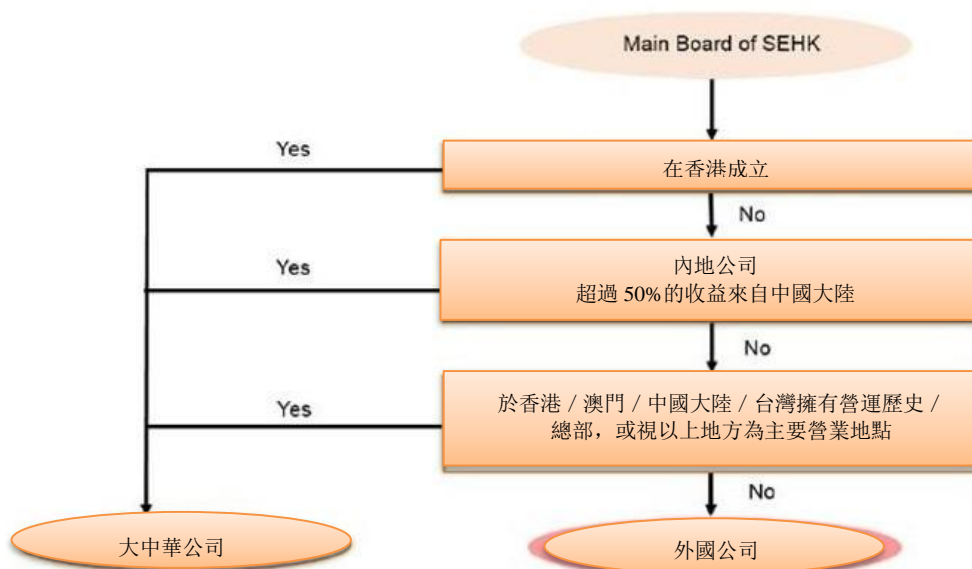 Main Board of SEHK
Yes
在香港成立
No
Yes
內地公司
超過 50%的收益來自中國大陸
No
Yes
於香港 / 澳門 / 中國大陸 / 台灣擁有營運歷史 /
總部，或視以上地方為主要營業地點
No
大中華公司
外國公司